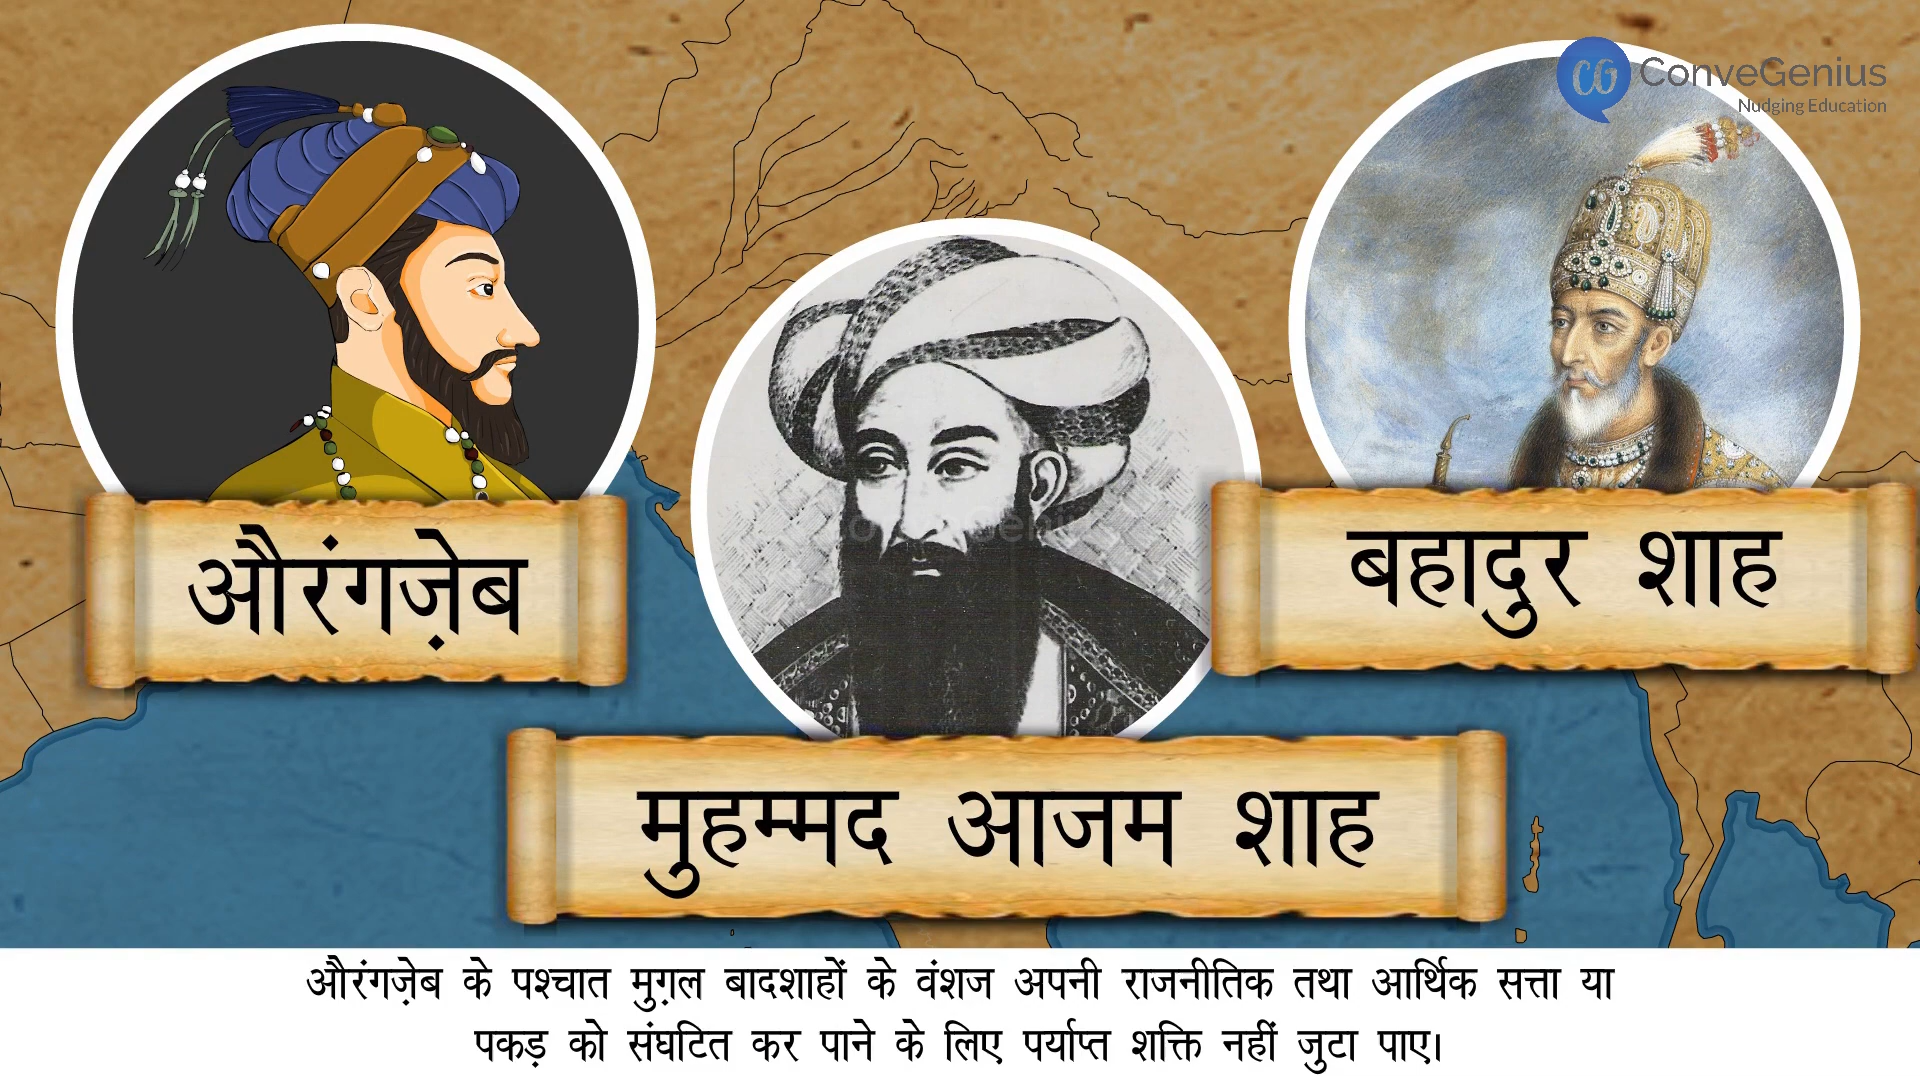 ConveGenius
Nudging Education
औरंगज़ेब
बहादुर शाह
मुहम्मद आजम शाह
औरंगज़ेब के पश्चात मुग़ल बादशाहों के वंशज अपनी राजनीतिक तथा आर्थिक सत्ता या
पकड़ को संघटित कर पाने के लिए पर्याप्त शक्ति नहीं जुटा पाए।